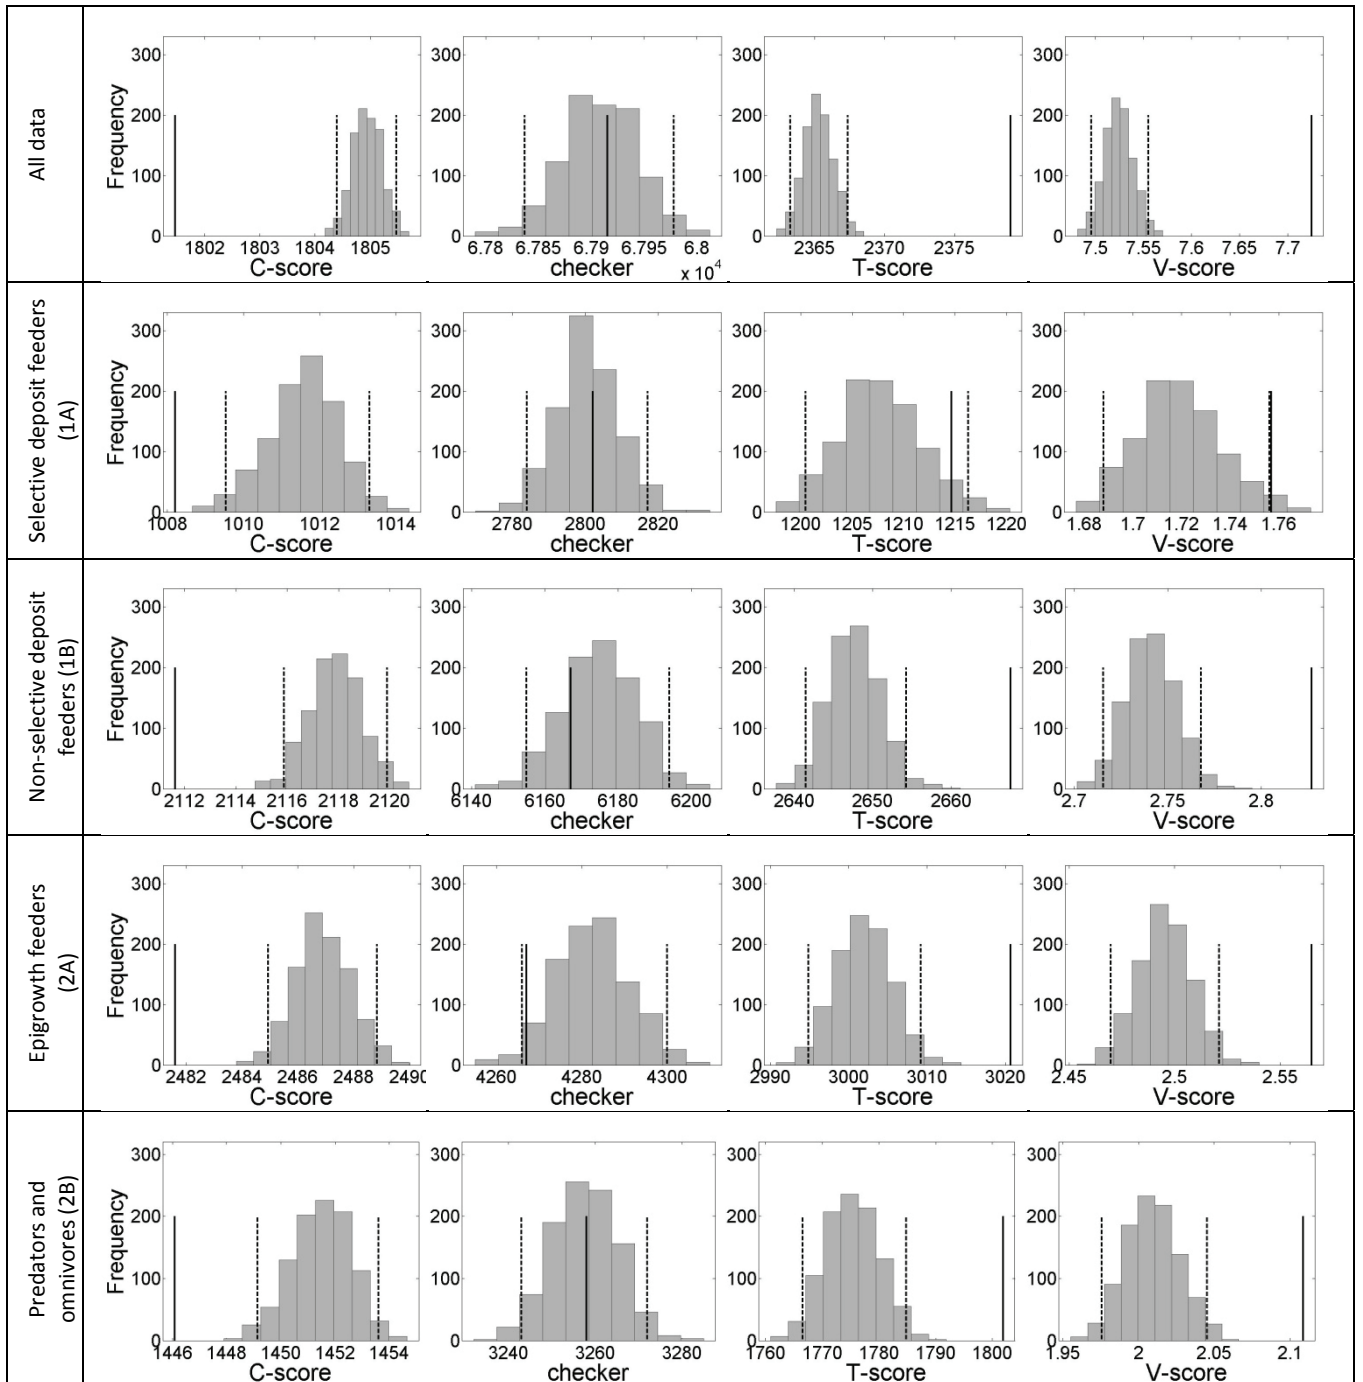 All data
Frequency
300
200
100
0
1802 1803 1804 1805
C-score
300
200
100
0
6.78 6.785 6.79 6.795 6.8
checker
x 10⁴
300
200
100
0
2365 2370 2375
T-score
300
200
100
0
7.5 7.55 7.6 7.65 7.7
V-score
Selective deposit feeders
(1A)
Frequency
300
200
100
0
1008 1010 1012 1014
C-score
300
200
100
0
2780 2800 2820
checker
300
200
100
0
1200 1205 1210 1215 1220
T-score
300
200
100
0
1.68 1.7 1.72 1.74 1.76
V-score
Non-selective deposit
feeders (1B)
Frequency
300
200
100
0
2112 2114 2116 2118 2120
C-score
300
200
100
0
6140 6160 6180 6200
checker
300
200
100
0
2640 2650 2660
T-score
300
200
100
0
2.7 2.75 2.8
V-score
Epigrowth feeders
(2A)
Frequency
300
200
100
0
2482 2484 2486 2488 2490
C-score
300
200
100
0
4260 4280 4300
checker
300
200
100
0
2990 3000 3010 3020
T-score
300
200
100
0
2.45 2.5 2.55
V-score
Predators and
omnivores (2B)
Frequency
300
200
100
0
1446 1448 1450 1452 1454
C-score
300
200
100
0
3240 3260 3280
checker
300
200
100
0
1760 1770 1780 1790 1800
T-score
300
200
100
0
1.95 2 2.05 2.1
V-score